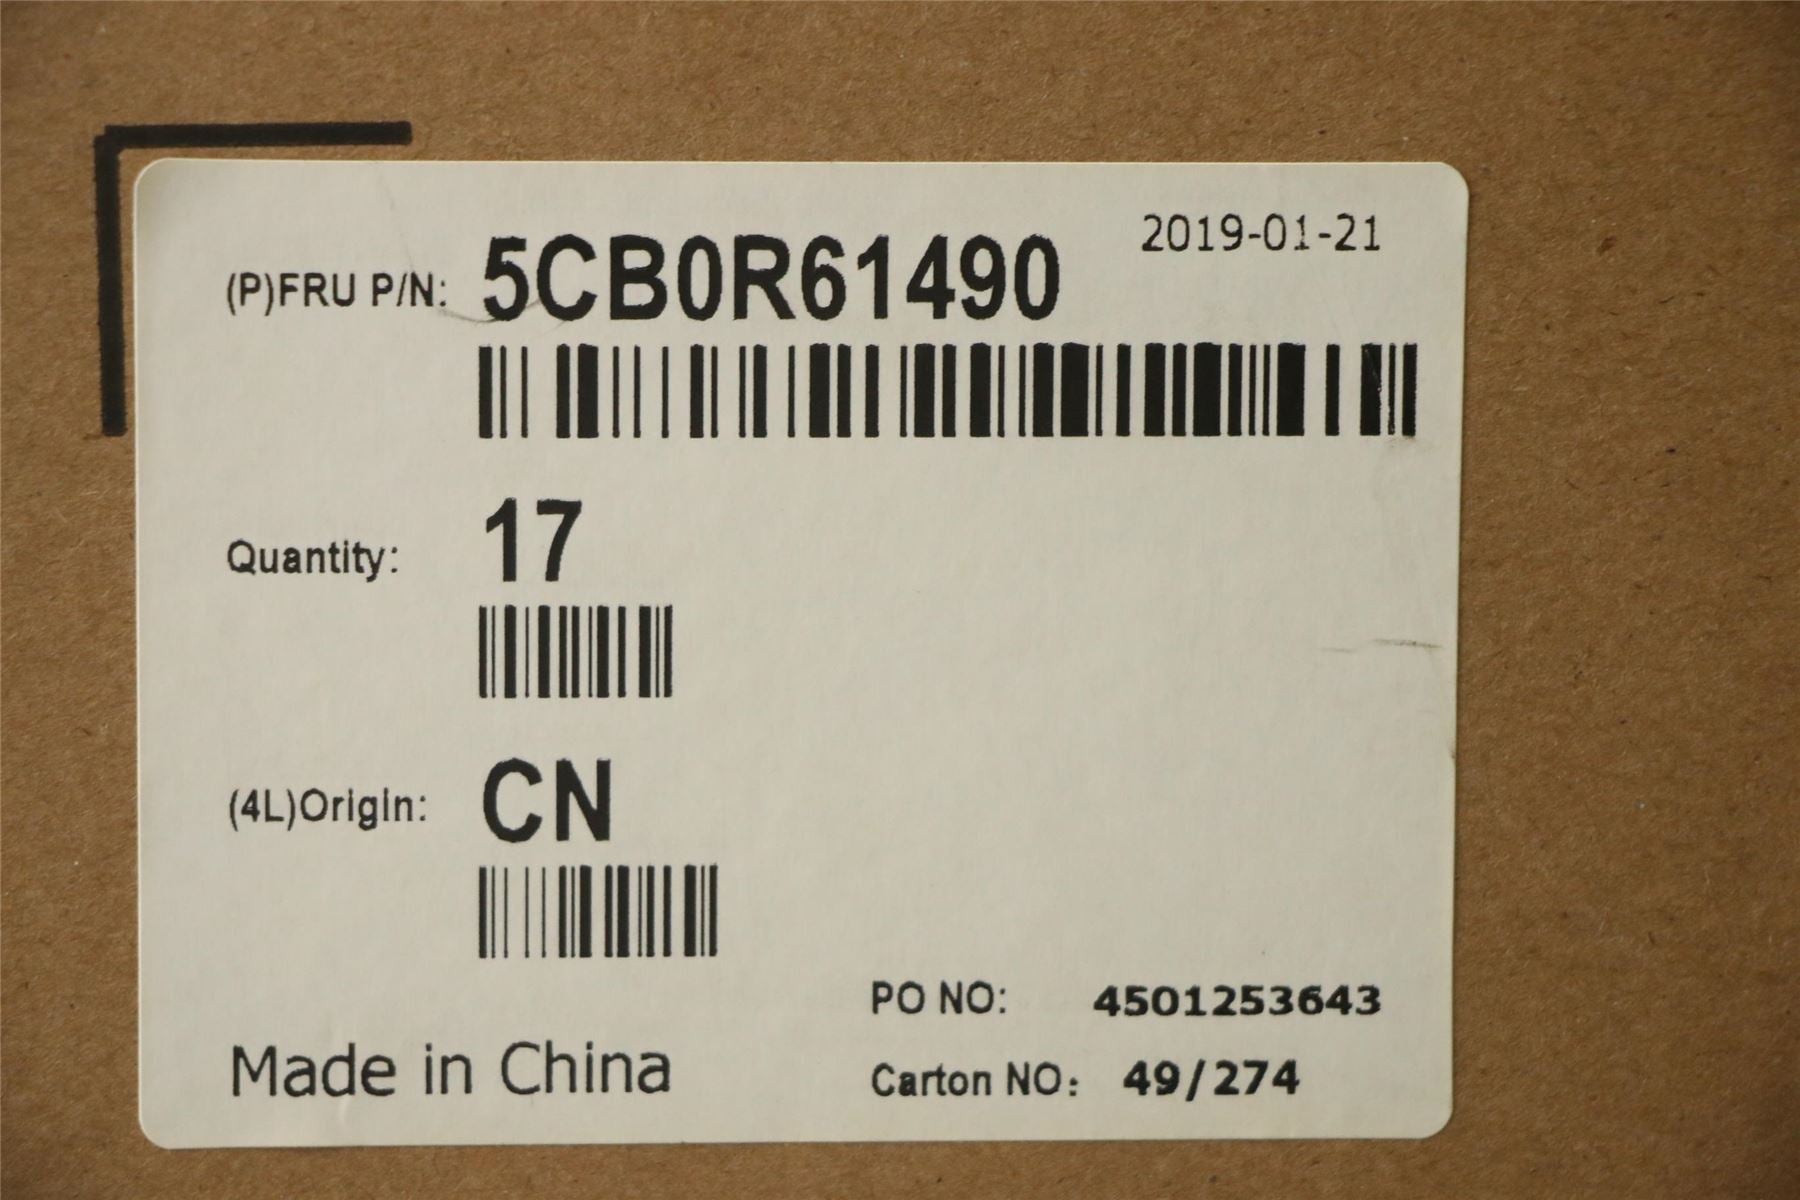 2019-01-21
(P)FRU P/N: 5CB0R61490
Quantity: 17
(4L)Origin: CN
PO NO: 4501253643
Made in China
Carton NO: 49/274